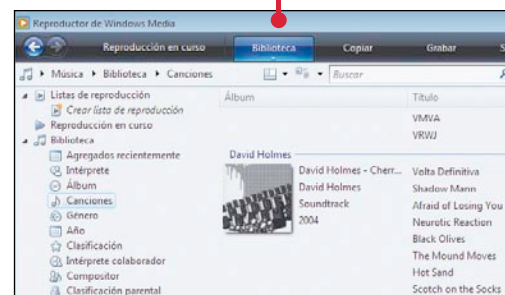 Reproductor de Windows Media
Reproducción en curso Biblioteca Copiar Grabar S
Música Biblioteca Canciones Buscar
Listas de reproducción Álbum Título
Crear lista de reproducción VMVA
Reproducción en curso VRWJ
Biblioteca
Agregados recientemente David Holmes
Intérprete David Holmes - Cherr... Volta Definitiva
Álbum David Holmes Shadow Mann
Canciones Soundtrack Afraid of Losing You
Género 2004 Neurotic Reaction
Año Black Olives
Clasificación The Mound Moves
Intérprete colaborador Hot Sand
Compositor Scotch on the Socks
Clasificación parental